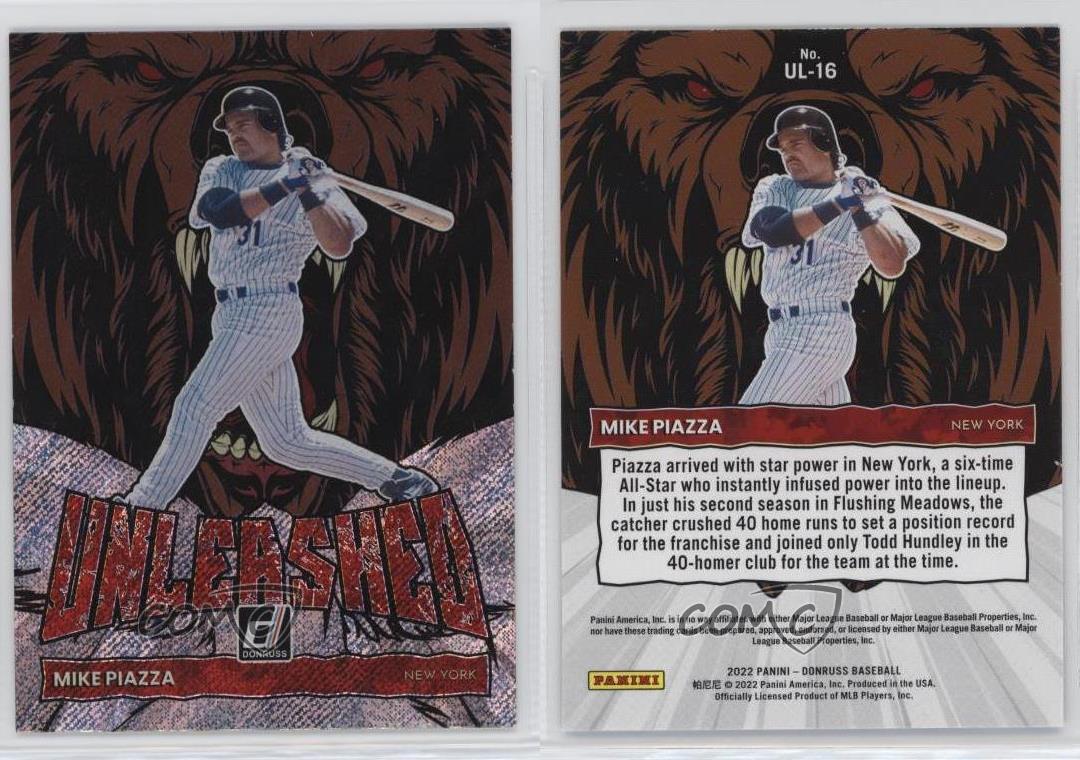 31
UNLEASHED
DONRUSS
MIKE PIAZZA
NEW YORK
COMC
No.
UL-16
31
MIKE PIAZZA
NEW YORK
Piazza arrived with star power in New York, a six-time
All-Star who instantly infused power into the lineup.
In just his second season in Flushing Meadows, the
catcher crushed 40 home runs to set a position record
for the franchise and joined only Todd Hundley in the
40-homer club for the team at the time.
COMC
Panini America, Inc. is in no way affiliated with either Major League Baseball or Major League Baseball Properties, Inc.
nor have these trading cards been prepared, approved, endorsed, or licensed by either Major League Baseball or Major
League Baseball Properties, Inc.
PANINI
2022 PANINI – DONRUSS BASEBALL
帕尼尼 © 2022 Panini America, Inc. Produced in the USA.
Officially Licensed Product of MLB Players, Inc.